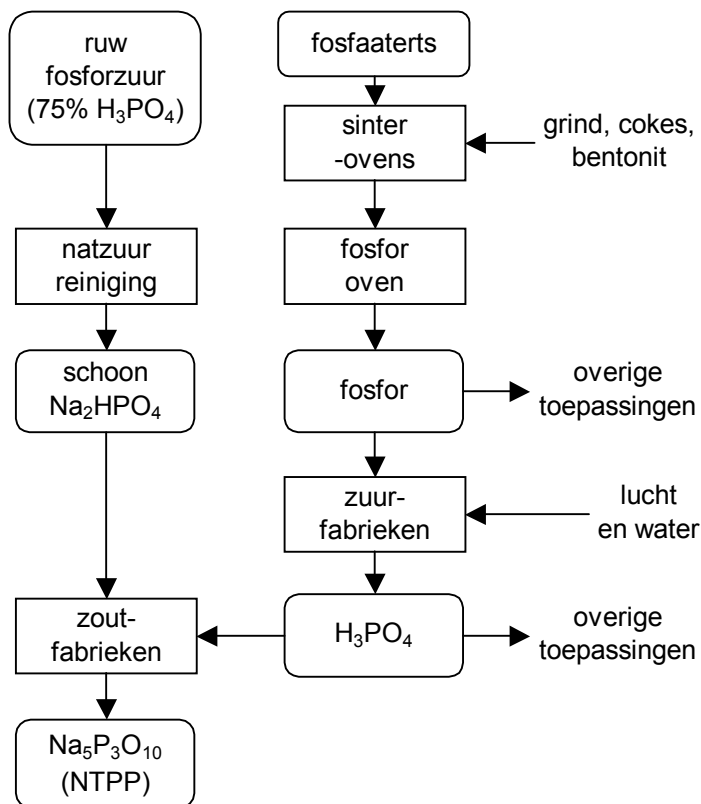 ruw
fosforzuur
(75% H₃PO₄)
natzuur
reiniging
schoon
Na₂HPO₄
zout-
fabrieken
Na₅P₃O₁₀
(NTPP)
fosfaaterts
sinter
-ovens
grind, cokes,
bentonit
fosfor
oven
fosfor
overige
toepassingen
zuur-
fabrieken
lucht
en water
H₃PO₄
overige
toepassingen